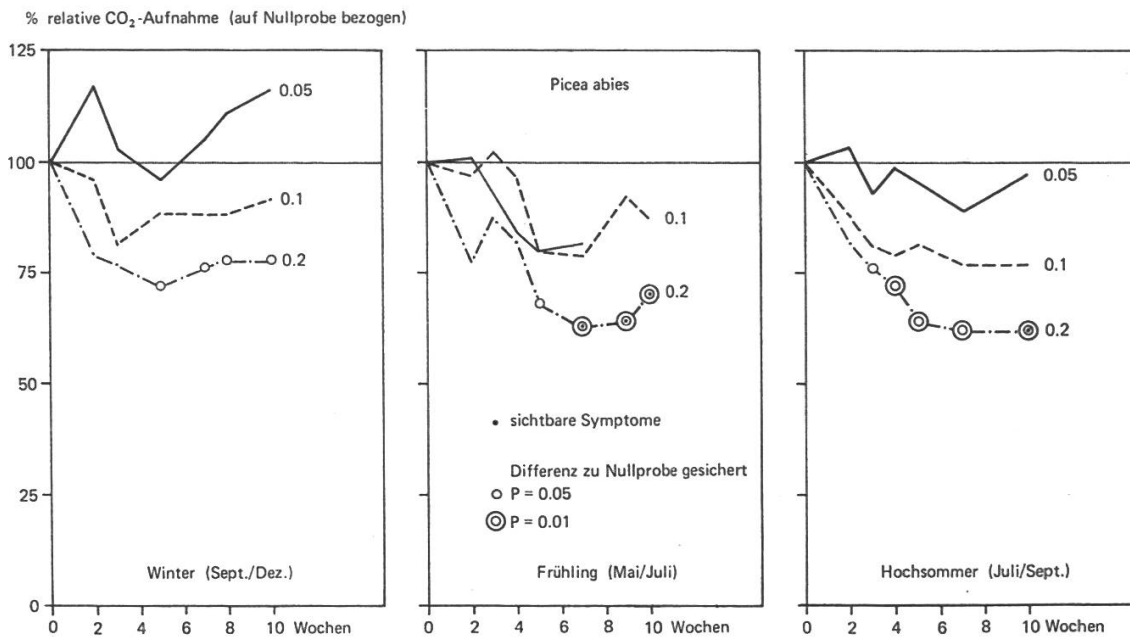 % relative CO₂-Aufnahme (auf Nullprobe bezogen)
125
100
75
50
25
0
0.05
0.1
0.2
Winter (Sept./Dez.)
0 2 4 6 8 10 Wochen
Picea abies
0.1
0.2
• sichtbare Symptome
Differenz zu Nullprobe gesichert
P = 0.05
P = 0.01
Frühling (Mai/Juli)
0 2 4 6 8 10 Wochen
0.05
0.1
0.2
Hochsommer (Juli/Sept.)
0 2 4 6 8 10 Wochen